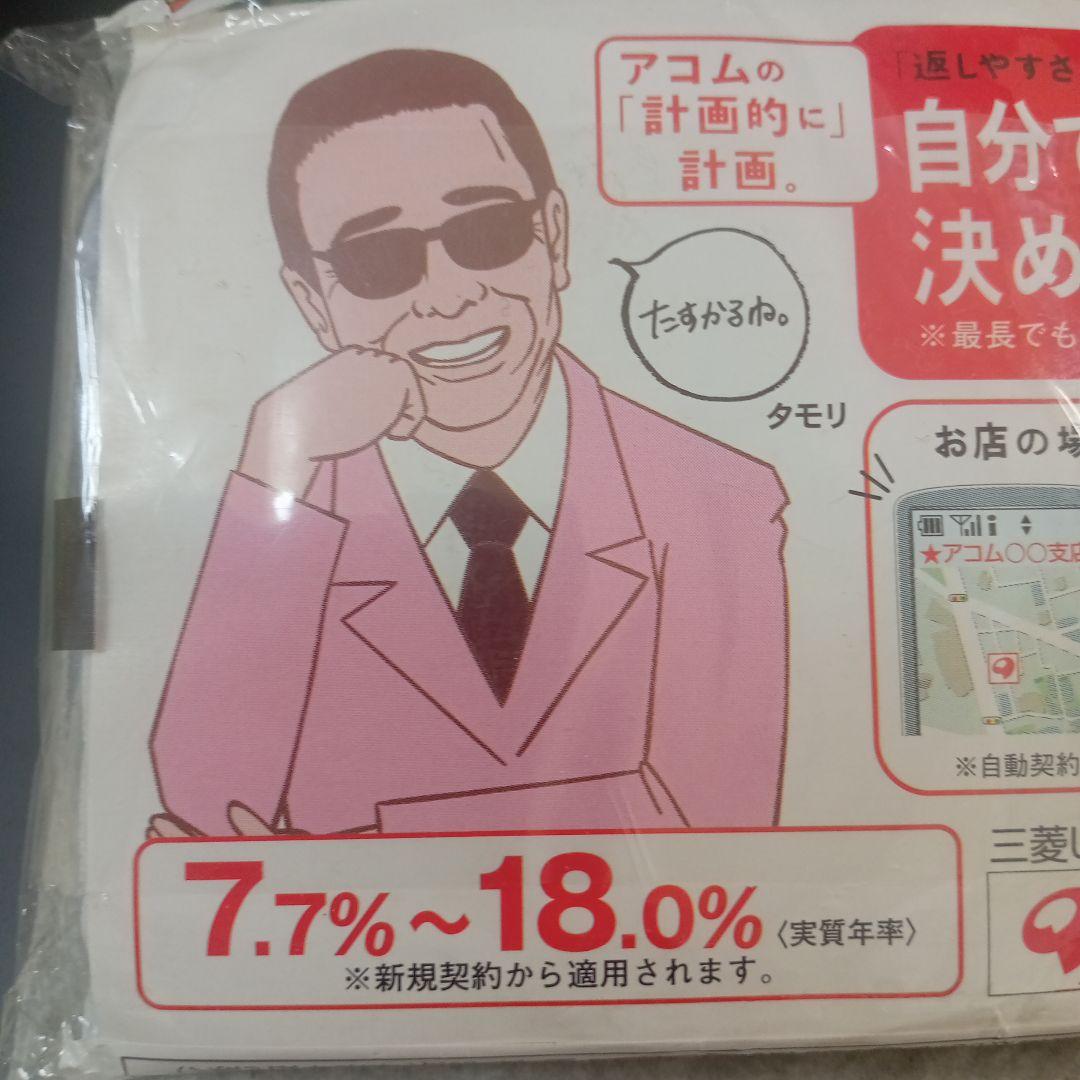 アコムの
「計画的に」
計画。
「返しやすさ
自分で
決め
※最長でも
たすかるね。
タモリ
お店の場
★アコム〇〇支店
※自動契約
7.7%～18.0%〈実質年率〉
※新規契約から適用されます。
三菱U